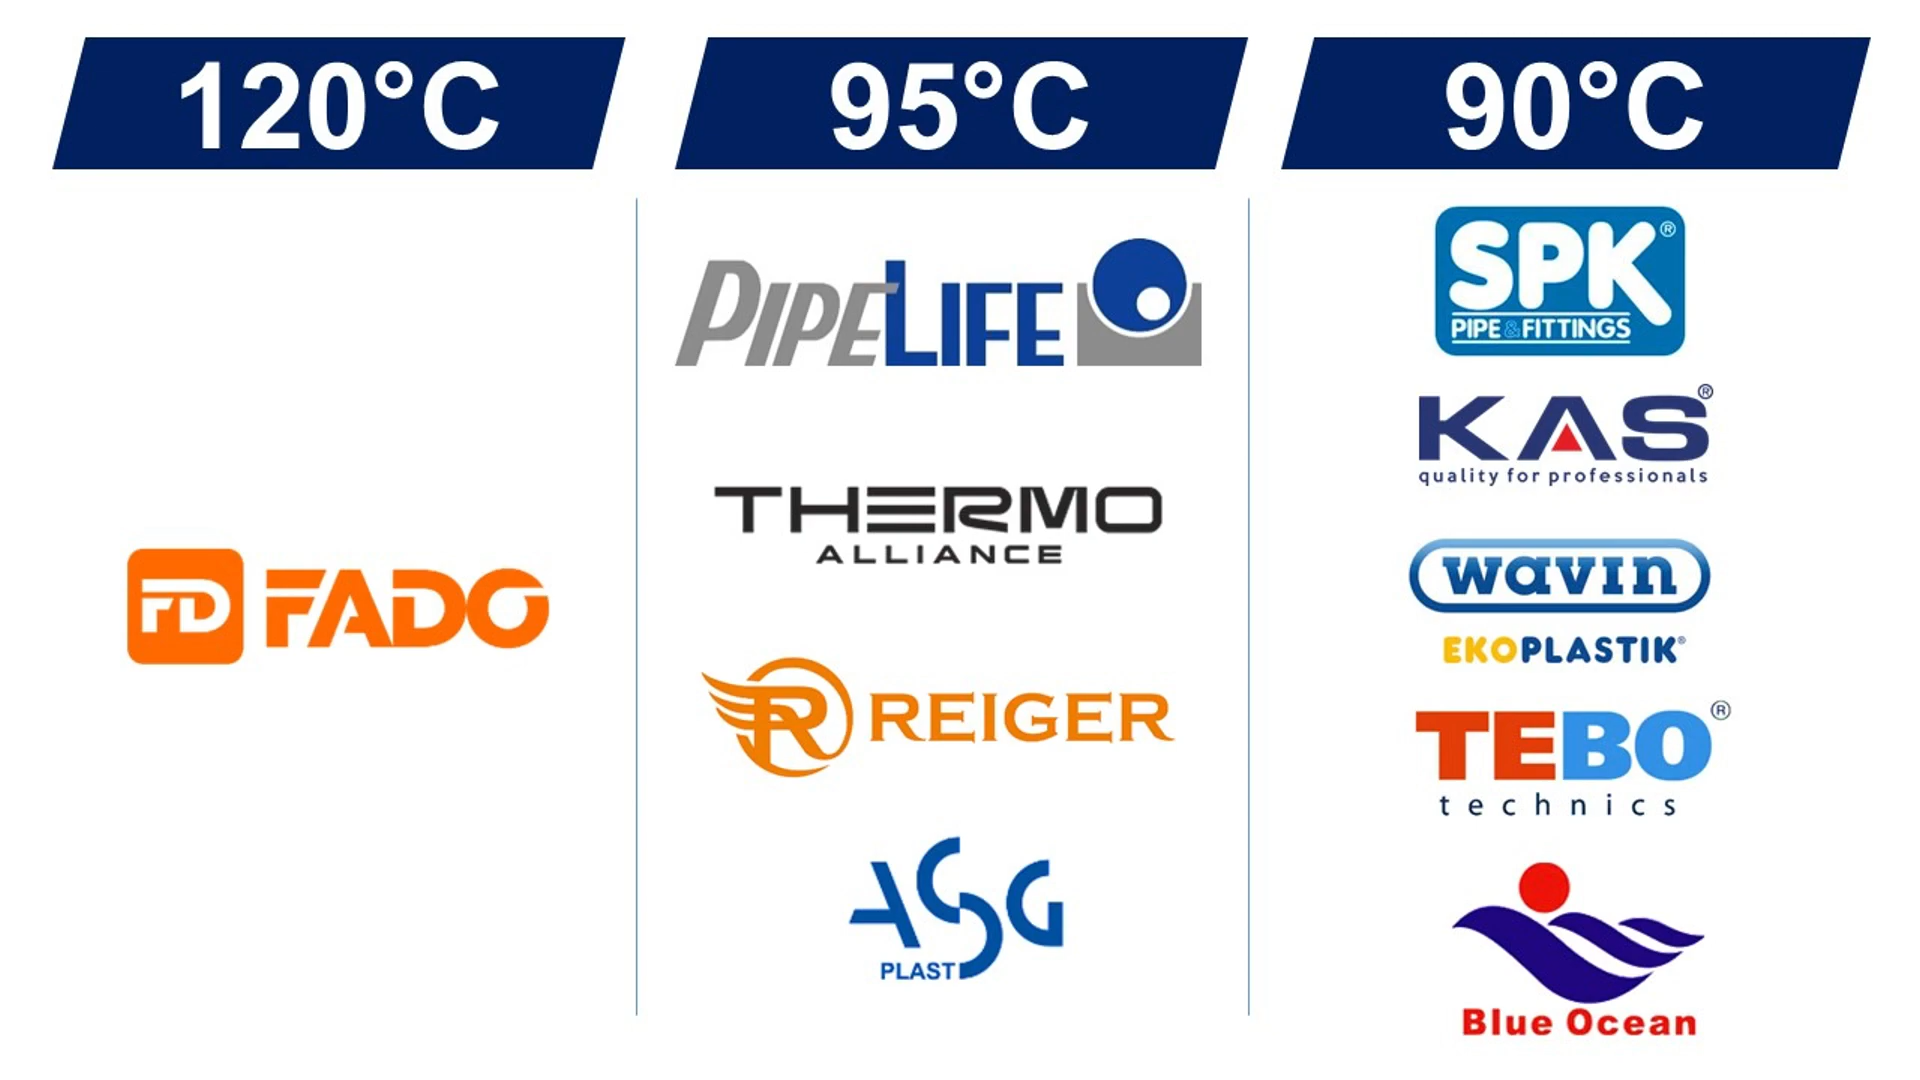 120°C
95°C
90°C
FD FADO
PIPELIFE
THERMO
ALLIANCE
R REIGER
ASG
PLAST
SPK®
PIPE & FITTINGS
KAS®
quality for professionals
wavin
EKOPLASTIK®
TEBO®
technics
Blue Ocean